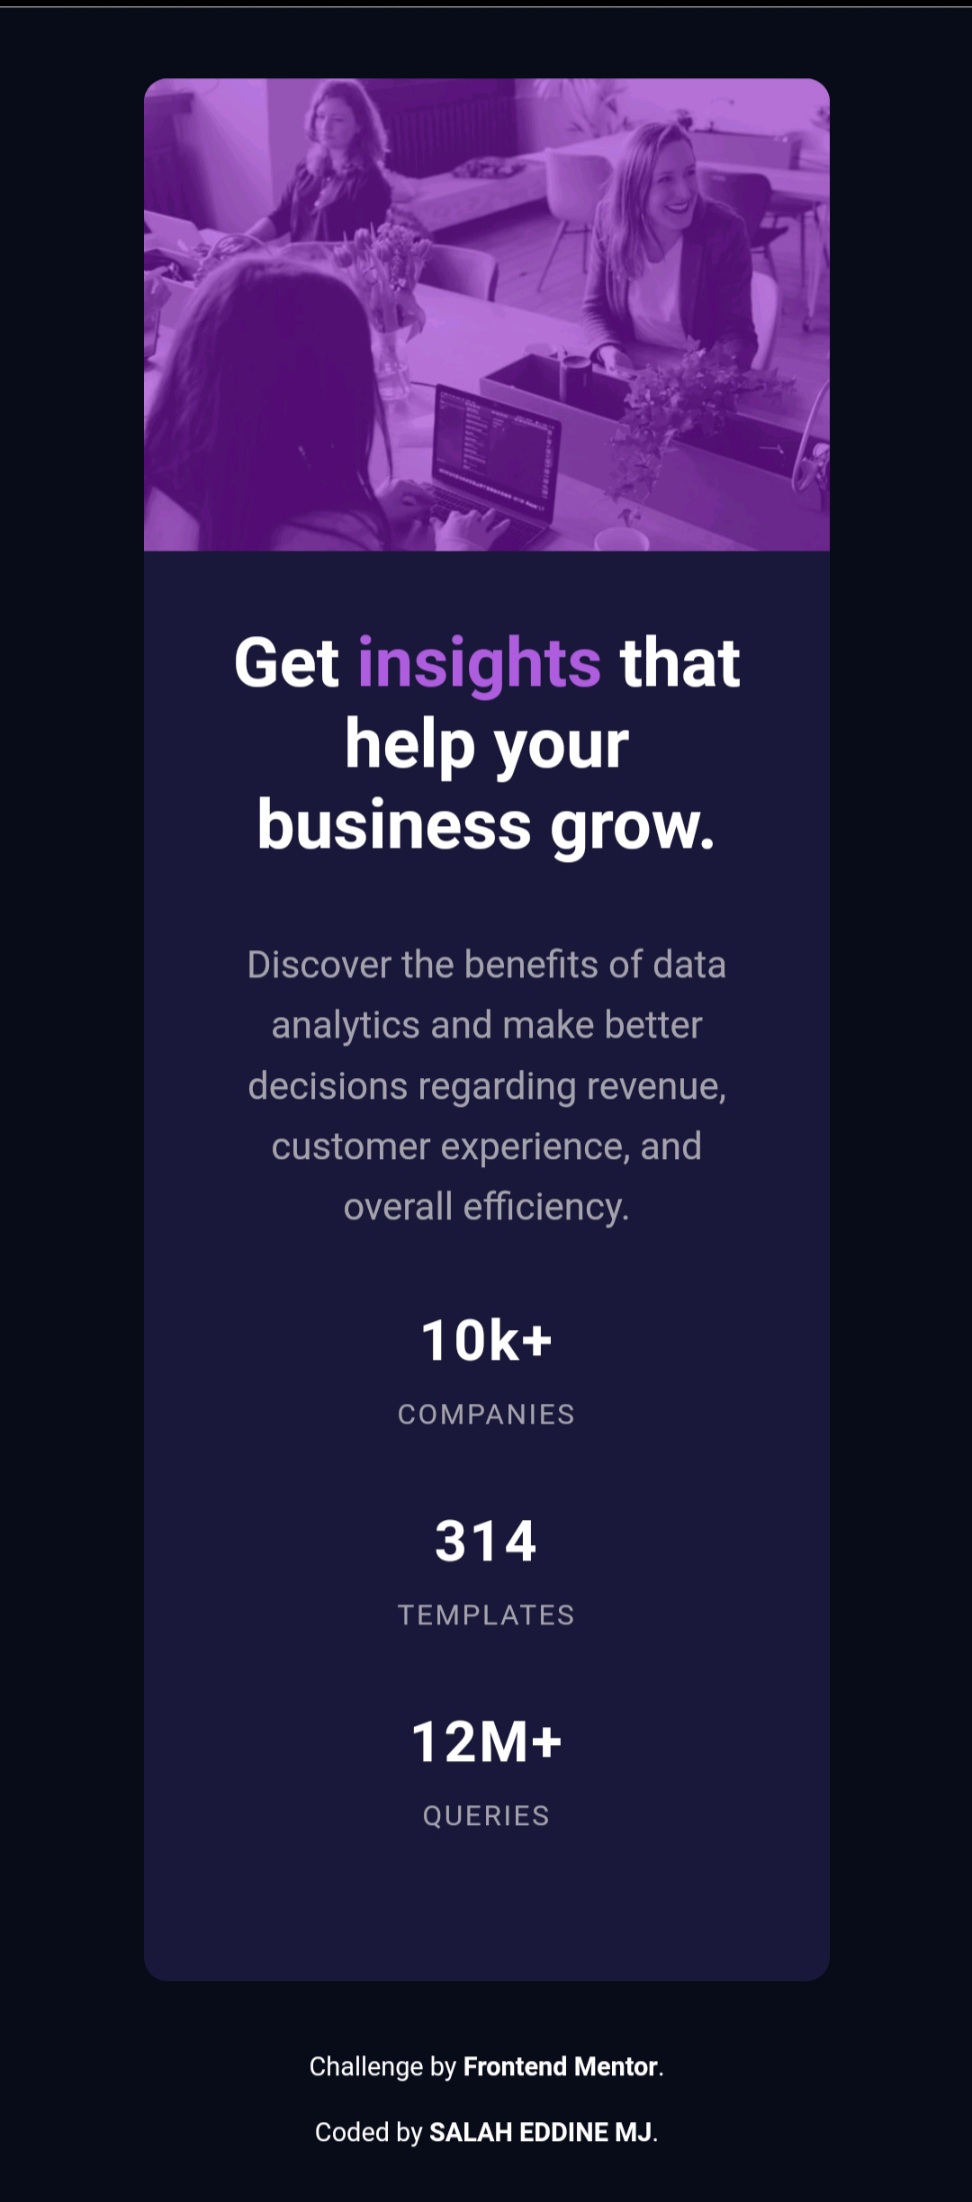 Get insights that
help your
business grow.
Discover the benefits of data
analytics and make better
decisions regarding revenue,
customer experience, and
overall efficiency.
10k+
COMPANIES
314
TEMPLATES
12M+
QUERIES
Challenge by Frontend Mentor.
Coded by SALAH EDDINE MJ.